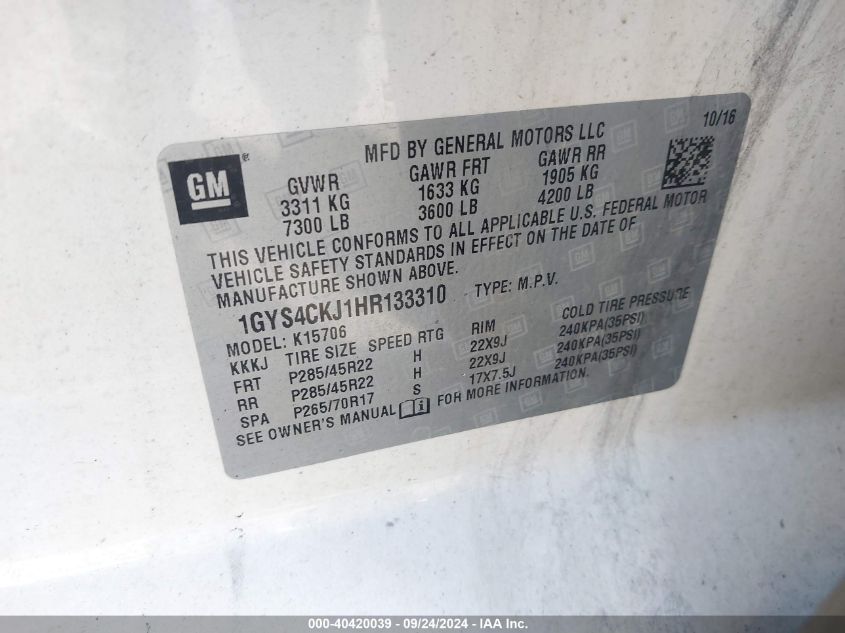 10/16
MFD BY GENERAL MOTORS LLC
GM
GVWR GAWR FRT GAWR RR
3311 KG 1633 KG 1905 KG
7300 LB 3600 LB 4200 LB
THIS VEHICLE CONFORMS TO ALL APPLICABLE U.S. FEDERAL MOTOR
VEHICLE SAFETY STANDARDS IN EFFECT ON THE DATE OF
MANUFACTURE SHOWN ABOVE.
1GYS4CKJ1HR133310 TYPE: M.P.V.
MODEL: K15706
KKKJ TIRE SIZE SPEED RTG RIM COLD TIRE PRESSURE
FRT P285/45R22 H 22X9J 240KPA(35PSI)
RR P285/45R22 H 22X9J 240KPA(35PSI)
SPA P265/70R17 S 17X7.5J 240KPA(35PSI)
SEE OWNER'S MANUAL i FOR MORE INFORMATION.
000-40420039 - 09/24/2024 - IAA Inc.